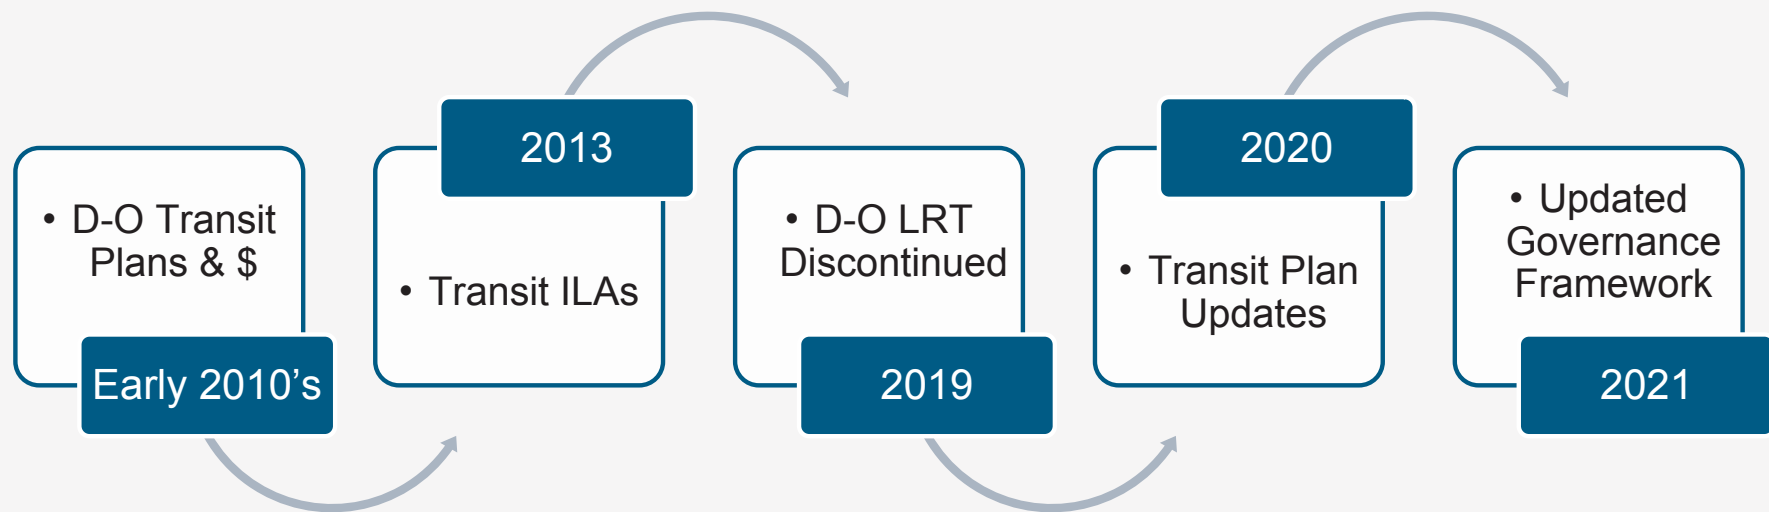 • D-O Transit
Plans & $
Early 2010’s
2013
• Transit ILAs
• D-O LRT
Discontinued
2019
2020
• Transit Plan
Updates
• Updated
Governance
Framework
2021